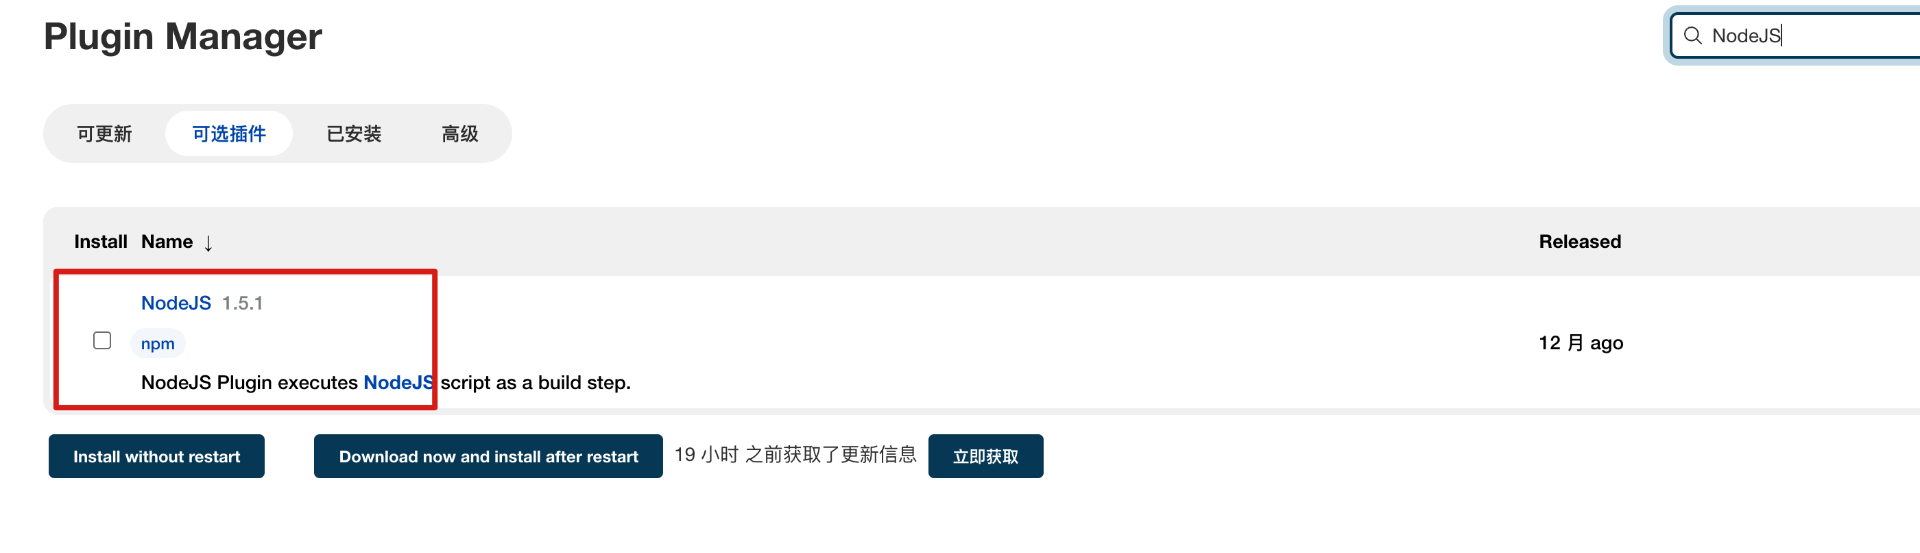 Plugin Manager
NodeJS
可更新 可选插件 已安装 高级
Install Name ↓ Released
NodeJS 1.5.1
npm
12 月 ago
NodeJS Plugin executes NodeJS script as a build step.
Install without restart Download now and install after restart 19 小时 之前获取了更新信息 立即获取